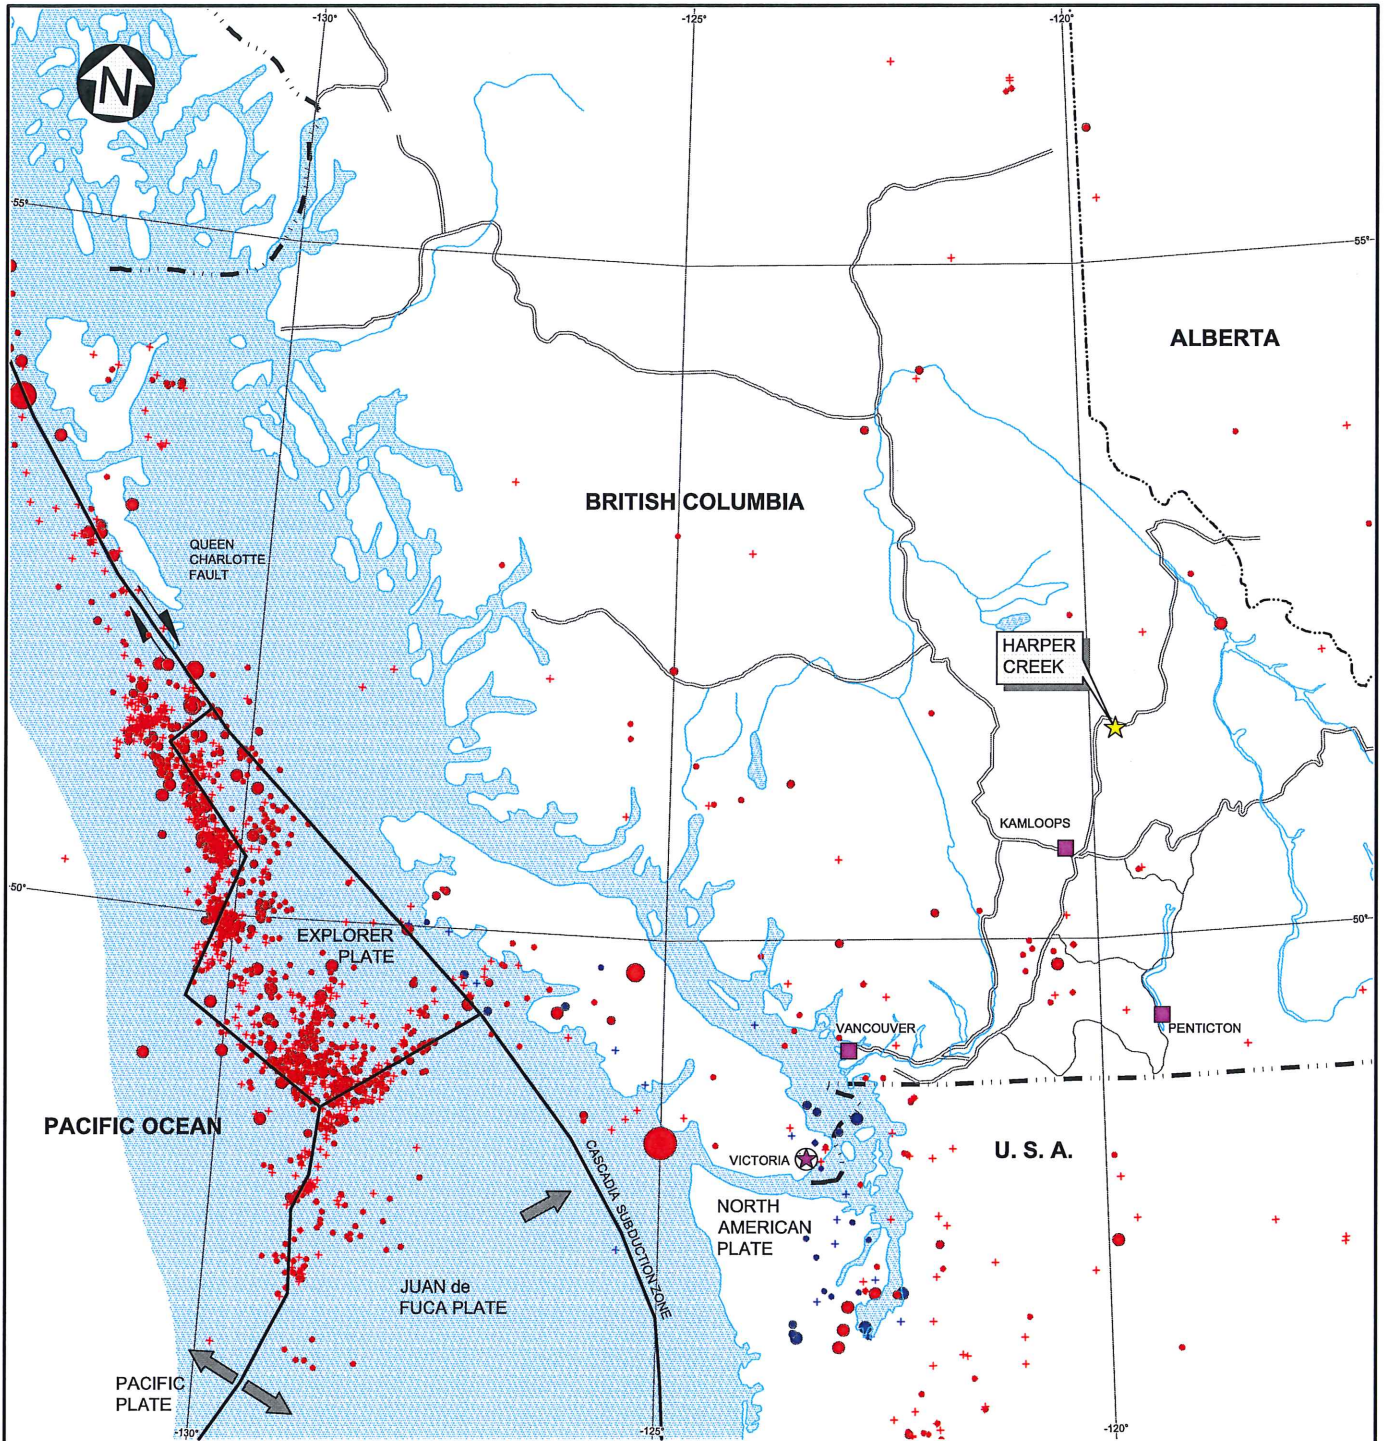 -130°
-125°
-120°
N
55°
55°
ALBERTA
BRITISH COLUMBIA
QUEEN
CHARLOTTE
FAULT
HARPER
CREEK
KAMLOOPS
50°
50°
EXPLORER
PLATE
VANCOUVER
PENTICTON
PACIFIC OCEAN
U. S. A.
VICTORIA
CASCADIA SUBDUCTION ZONE
NORTH
AMERICAN
PLATE
JUAN de
FUCA PLATE
PACIFIC
PLATE
-130°
-125°
-120°